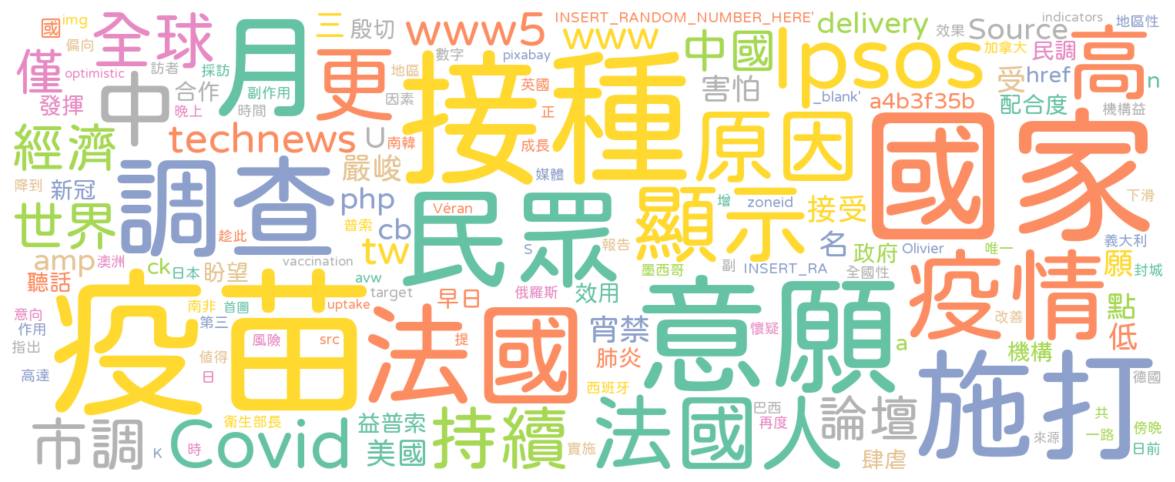 img
國
偏向
全球
月
三
殷切
www5
www
INSERT_RANDOM_NUMBER_HERE'
delivery
效果
Source
indicators
地區性
僅
optimistic
訪者
採訪
更
數字
pixabay
中國
Ipsos
加拿大
民調
高
發揮
中
合作
副作用
晚上
時間
地區
因素
接種
英國
正
害怕
_blank'
受
href
n
a4b3f35b
配合度
機構益
經濟
technews
U
南韓
成長
原因
國家
降到
新冠
調查
嚴峻
php
媒體
民眾
顯示
增
zoneid
接受
下滑
世界
趁此
普索
cb
Véran
s
報告
名
政府
Olivier
唯一
義大利
amp
澳洲
ck
日本
盼望
vaccination
tw
墨西哥
副
INSERT_RA
全國性
疫情
願
封城
聽話
avw
target
早日
俄羅斯
效用
意願
點
意向
作用
南非
首圖
uptake
疫苗
法國
提
宵禁
懷疑
改善
低
指出
第三
值得
風險
src
肺炎
a
機構
施打
高達
日
西班牙
德國
衛生部長
益普索
持續
法國人
巴西
再度
論壇
共
傍晚
市調
K
時
Covid
美國
實施
肆虐
來源
一路
日前